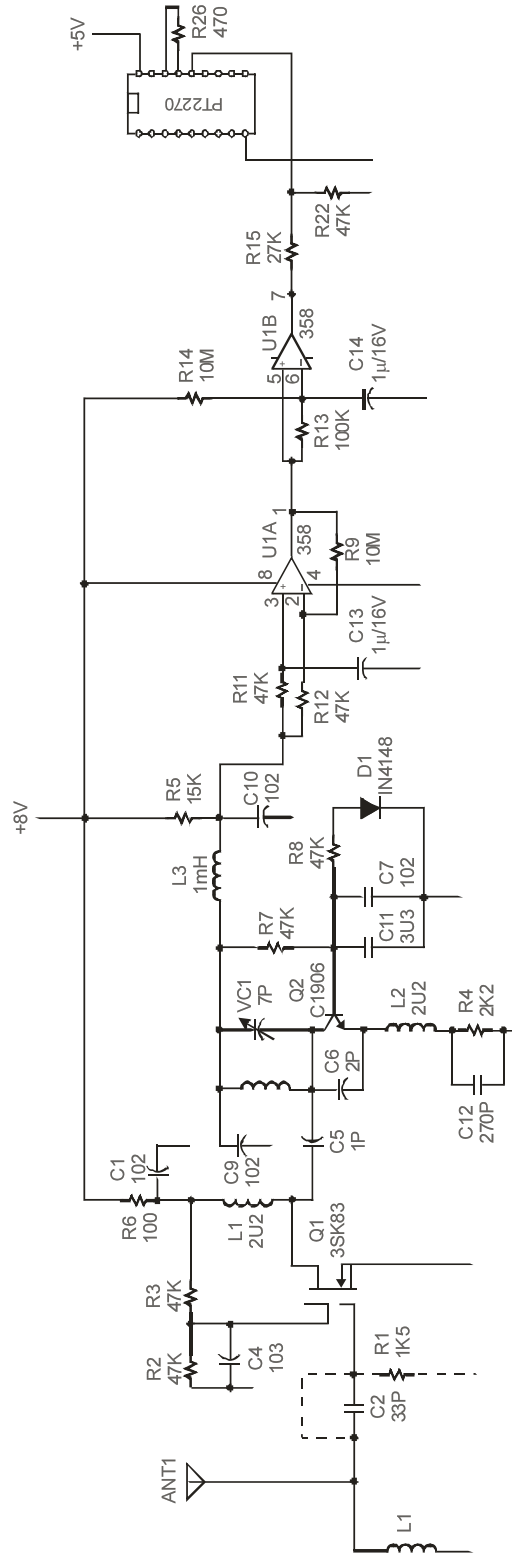 ANT1
L1
C2
33P
R1
1K5
R2
47K
R3
47K
C4
103
R6
100
C1
102
L1
2U2
Q1
3SK83
C5
1P
C9
102
C6
2P
VC1
7P
Q2
C1906
L2
2U2
C12
270P
R4
2K2
R7
47K
C11
3U3
C7
102
R8
47K
D1
IN4148
L3
1mH
R5
15K
C10
102
+8V
R11
47K
R12
47K
C13
1µ/16V
3
2
8
4
+
–
U1A
358
1
R9
10M
R13
100K
R14
10M
C14
1µ/16V
5
6
+
–
U1B
358
7
R15
27K
R22
47K
PT2270
+5V
R26
470